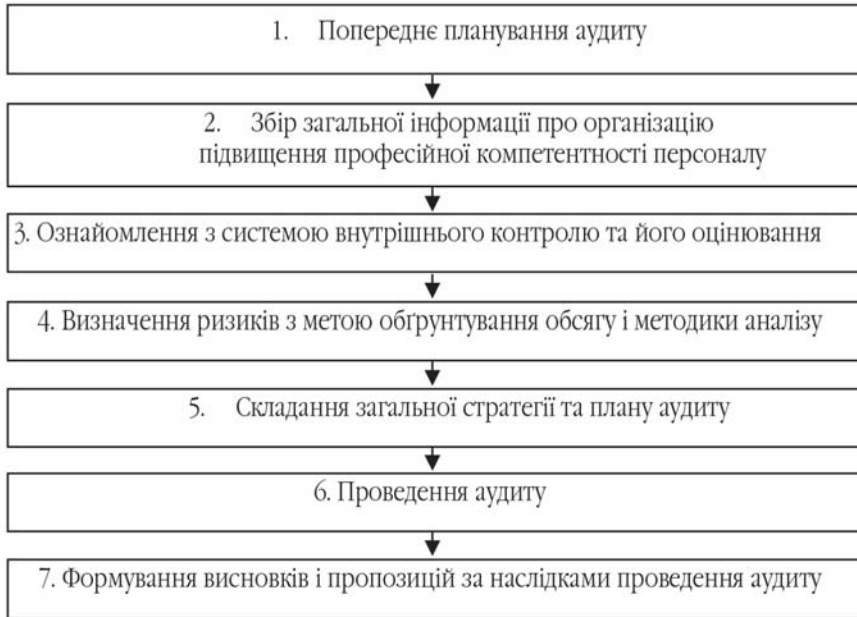 1. Попереднє планування аудиту
2. Збір загальної інформації про організацію
підвищення професійної компетентності персоналу
3. Ознайомлення з системою внутрішнього контролю та його оцінювання
4. Визначення ризиків з метою обґрунтування обсягу і методики аналізу
5. Складання загальної стратегії та плану аудиту
6. Проведення аудиту
7. Формування висновків і пропозицій за наслідками проведення аудиту